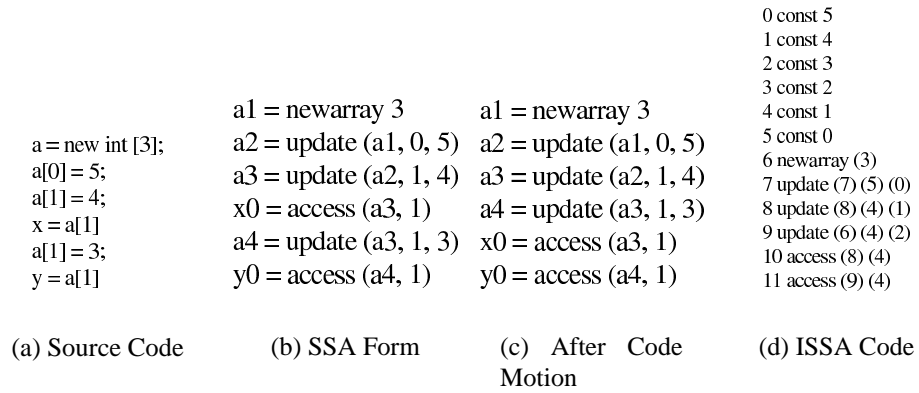 a = new int [3];
a[0] = 5;
a[1] = 4;
x = a[1]
a[1] = 3;
y = a[1]
(a) Source Code
a1 = newarray 3
a2 = update (a1, 0, 5)
a3 = update (a2, 1, 4)
x0 = access (a3, 1)
a4 = update (a3, 1, 3)
y0 = access (a4, 1)
(b) SSA Form
a1 = newarray 3
a2 = update (a1, 0, 5)
a3 = update (a2, 1, 4)
a4 = update (a3, 1, 3)
x0 = access (a3, 1)
y0 = access (a4, 1)
(c) After Code
Motion
0 const 5
1 const 4
2 const 3
3 const 2
4 const 1
5 const 0
6 newarray (3)
7 update (7) (5) (0)
8 update (8) (4) (1)
9 update (6) (4) (2)
10 access (8) (4)
11 access (9) (4)
(d) ISSA Code